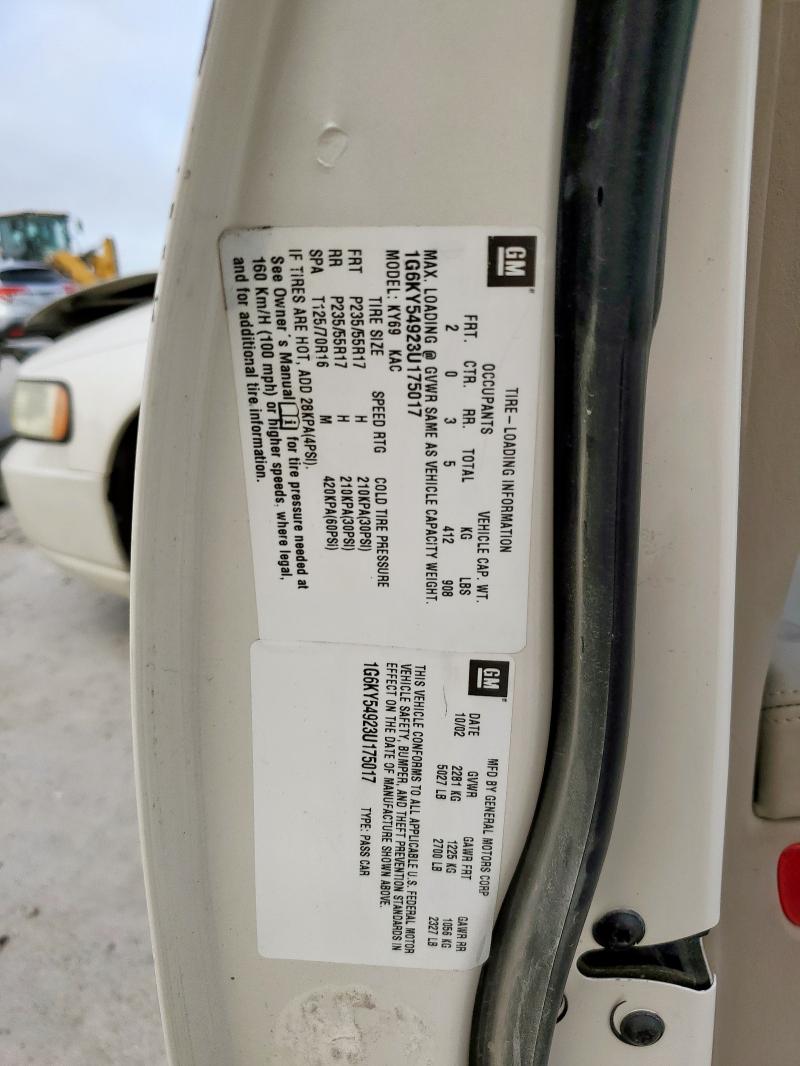 GM
TIRE-LOADING INFORMATION
OCCUPANTS VEHICLE CAP. WT.
FRT. CTR. RR. TOTAL KG LBS
2 0 3 5 412 908
MAX. LOADING @ GVWR SAME AS VEHICLE CAPACITY WEIGHT.
1G6KY54923U175017
MODEL: KY69 KAC
TIRE SIZE SPEED RTG COLD TIRE PRESSURE
FRT P235/55R17 H 210KPA(30PSI)
RR P235/55R17 H 210KPA(30PSI)
SPA T125/70R16 M 420KPA(60PSI)
IF TIRES ARE HOT, ADD 28KPA(4PSI).
See Owner's Manual for tire pressure needed at
160 Km/H (100 mph) or higher speeds, where legal,
and for additional tire information.
GM
MFD BY GENERAL MOTORS CORP
DATE GVWR GAWR FRT GAWR RR
10/02 2281 KG 1225 KG 1056 KG
5027 LB 2700 LB 2327 LB
THIS VEHICLE CONFORMS TO ALL APPLICABLE U.S. FEDERAL MOTOR
VEHICLE SAFETY, BUMPER, AND THEFT PREVENTION STANDARDS IN
EFFECT ON THE DATE OF MANUFACTURE SHOWN ABOVE.
1G6KY54923U175017 TYPE: PASS CAR